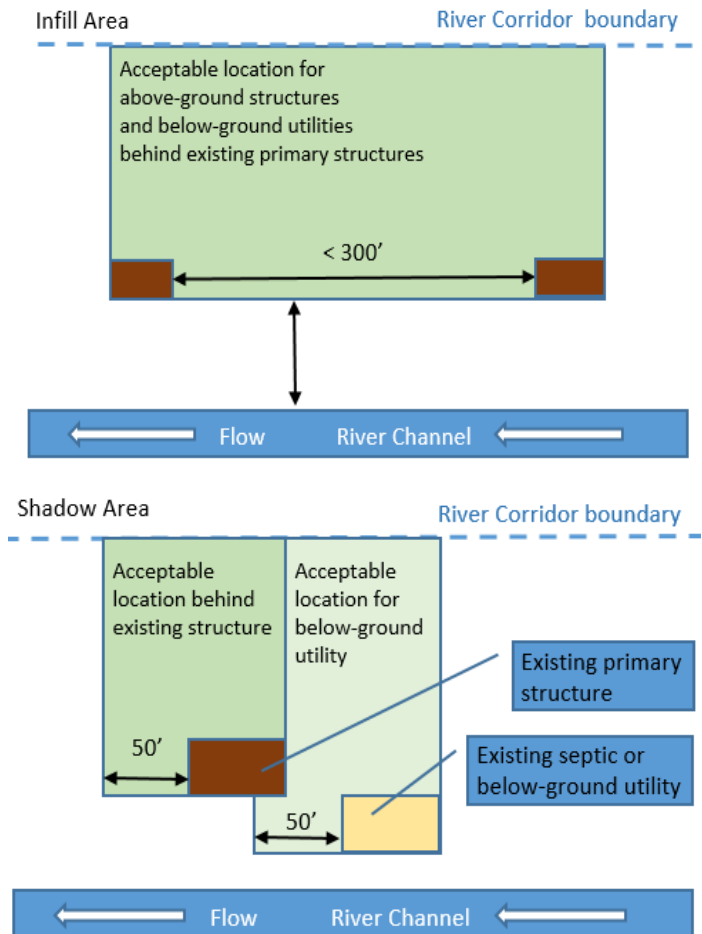 Infill Area
River Corridor boundary
Acceptable location for
above-ground structures
and below-ground utilities
behind existing primary structures
< 300’
Flow
River Channel
Shadow Area
River Corridor boundary
Acceptable
location behind
existing structure
Acceptable
location for
below-ground
utility
Existing primary
structure
50’
Existing septic or
below-ground utility
50’
Flow
River Channel